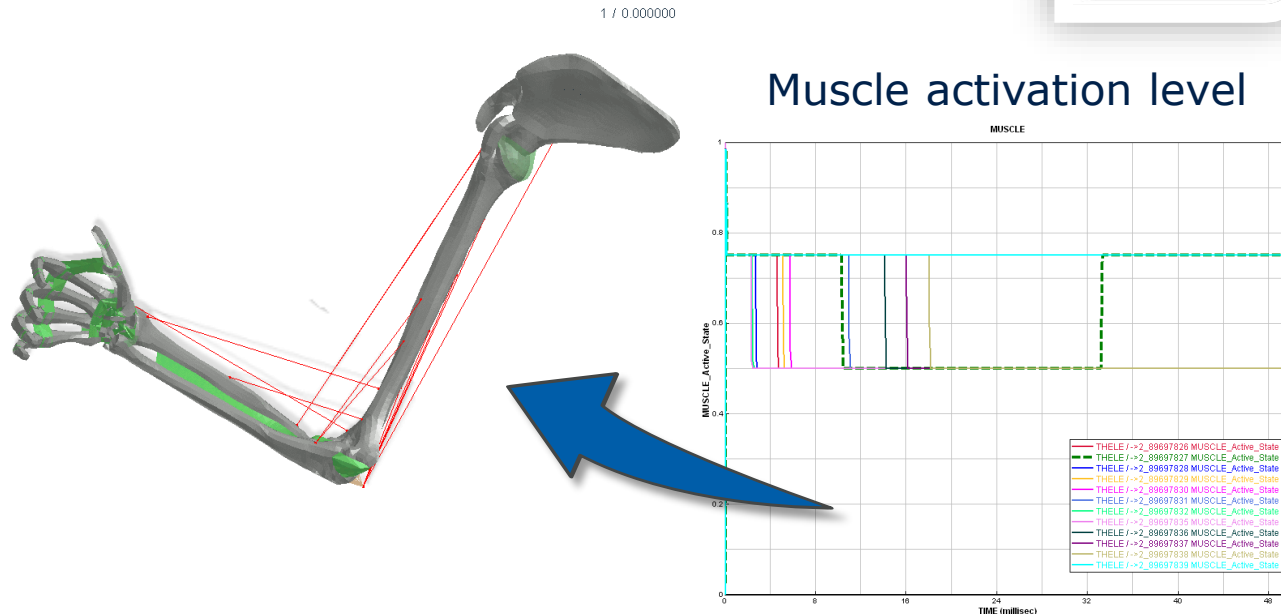 1 / 0.000000
Muscle activation level
MUSCLE
1
0.8
0.6
0.4
0.2
0
MUSCLE_Active_State
0 8 16 24 32 40 48
TIME (millisec)
THELE /->2_89697826 MUSCLE_Active_State
THELE /->2_89697827 MUSCLE_Active_State
THELE /->2_89697828 MUSCLE_Active_State
THELE /->2_89697829 MUSCLE_Active_State
THELE /->2_89697830 MUSCLE_Active_State
THELE /->2_89697831 MUSCLE_Active_State
THELE /->2_89697832 MUSCLE_Active_State
THELE /->2_89697835 MUSCLE_Active_State
THELE /->2_89697836 MUSCLE_Active_State
THELE /->2_89697837 MUSCLE_Active_State
THELE /->2_89697838 MUSCLE_Active_State
THELE /->2_89697839 MUSCLE_Active_State